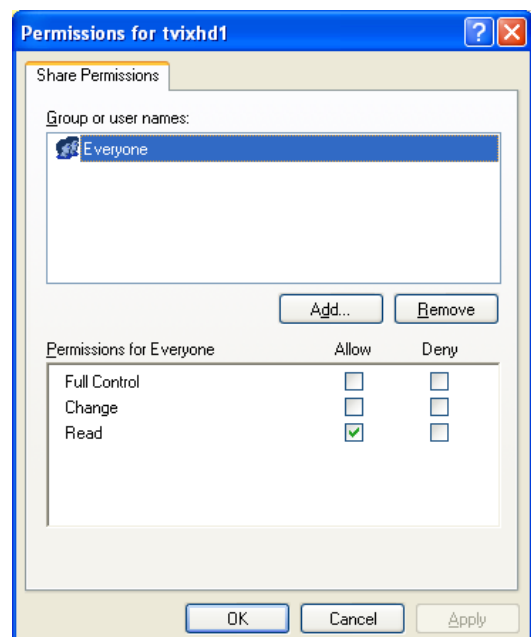 Permissions for tvixhd1
Share Permissions
Group or user names:
Everyone
Add... Remove
Permissions for Everyone Allow Deny
Full Control
Change
Read
OK Cancel Apply